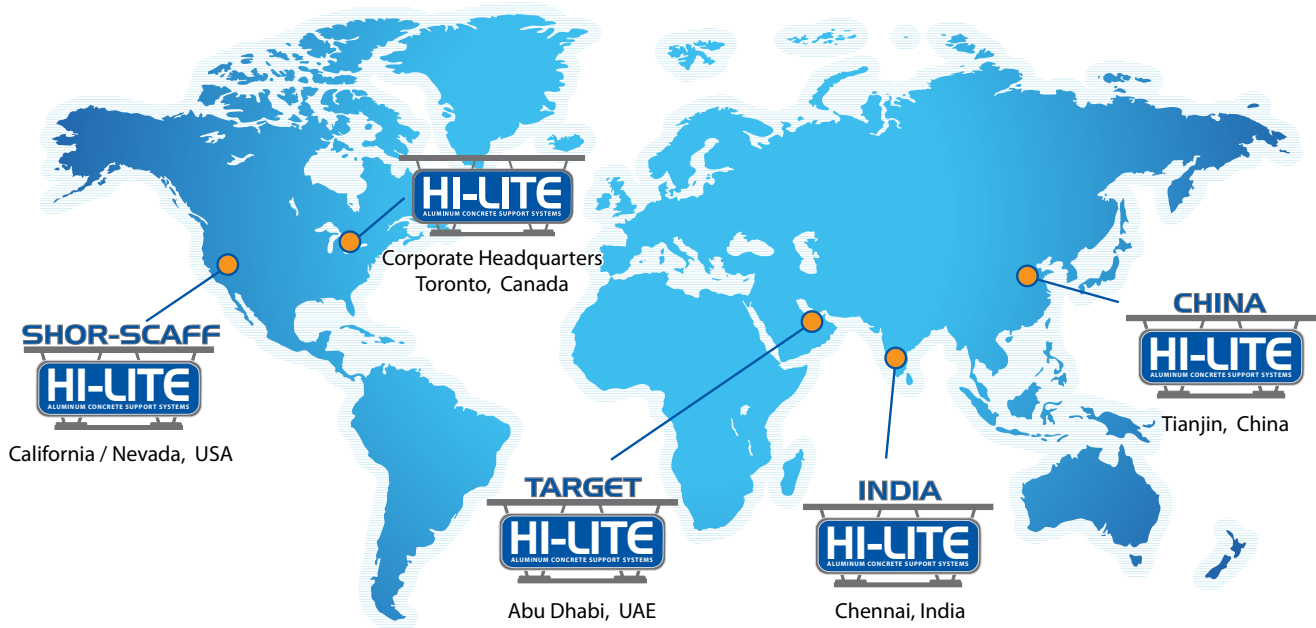 HI-LITE
ALUMINUM CONCRETE SUPPORT SYSTEMS
Corporate Headquarters
Toronto, Canada
SHOR-SCAFF
HI-LITE
ALUMINUM CONCRETE SUPPORT SYSTEMS
California / Nevada, USA
CHINA
HI-LITE
ALUMINUM CONCRETE SUPPORT SYSTEMS
Tianjin, China
TARGET
HI-LITE
ALUMINUM CONCRETE SUPPORT SYSTEMS
Abu Dhabi, UAE
INDIA
HI-LITE
ALUMINUM CONCRETE SUPPORT SYSTEMS
Chennai, India